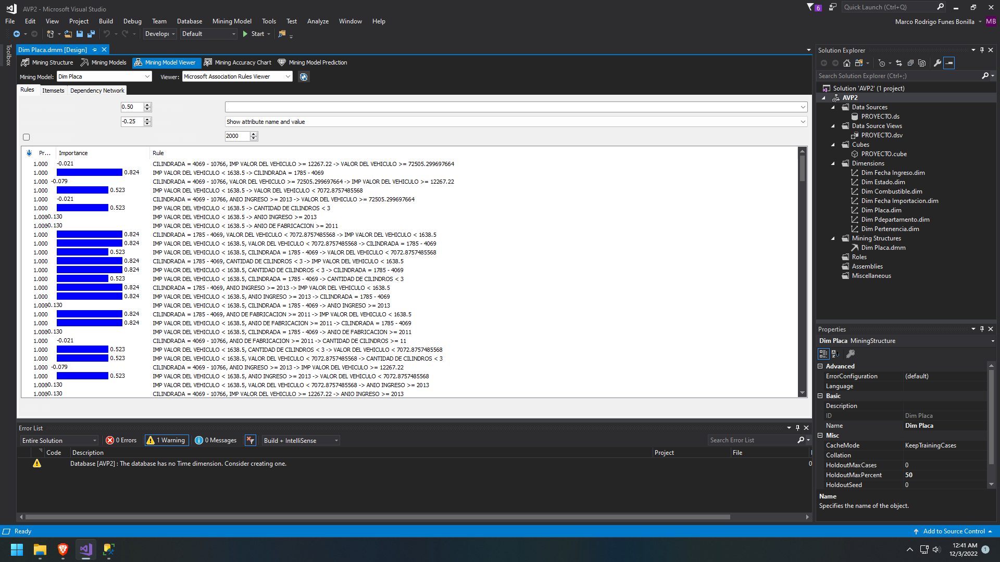 AVP2 - Microsoft Visual Studio
6
Quick Launch (Ctrl+Q)
File Edit View Project Build Debug Team Database Mining Model Tools Test Analyze Window Help
Marco Rodrigo Funes Bonilla MB
Developi Default Start
Toolbox
Dim Placa.dmm [Design]
Mining Structure Mining Models Mining Model Viewer Mining Accuracy Chart Mining Model Prediction
Mining Model: Dim Placa Viewer: Microsoft Association Rules Viewer
Rules Itemsets Dependency Network
0.50
-0.25 Show attribute name and value
2000
Pr... Importance Rule
1.000 -0.021 CILINDRADA = 4069 - 10766, IMP VALOR DEL VEHICULO >= 12267.22 -> VALOR DEL VEHICULO >= 72505.299697664
1.000 0.824 IMP VALOR DEL VEHICULO < 1638.5 -> CILINDRADA = 1785 - 4069
1.000 -0.079 CILINDRADA = 4069 - 10766, VALOR DEL VEHICULO >= 72505.299697664 -> IMP VALOR DEL VEHICULO >= 12267.22
1.000 0.523 IMP VALOR DEL VEHICULO < 1638.5 -> VALOR DEL VEHICULO < 7072.8757485568
1.000 -0.021 CILINDRADA = 4069 - 10766, ANIO INGRESO >= 2013 -> VALOR DEL VEHICULO >= 72505.299697664
1.000 0.523 IMP VALOR DEL VEHICULO < 1638.5 -> CANTIDAD DE CILINDROS < 3
1.000 -0.130 IMP VALOR DEL VEHICULO < 1638.5 -> ANIO INGRESO >= 2013
1.000 -0.130 IMP VALOR DEL VEHICULO < 1638.5 -> ANIO DE FABRICACION >= 2011
1.000 0.824 CILINDRADA = 1785 - 4069, VALOR DEL VEHICULO < 7072.8757485568 -> IMP VALOR DEL VEHICULO < 1638.5
1.000 0.824 IMP VALOR DEL VEHICULO < 1638.5, VALOR DEL VEHICULO < 7072.8757485568 -> CILINDRADA = 1785 - 4069
1.000 0.523 IMP VALOR DEL VEHICULO < 1638.5, CILINDRADA = 1785 - 4069 -> VALOR DEL VEHICULO < 7072.8757485568
1.000 0.824 CILINDRADA = 1785 - 4069, CANTIDAD DE CILINDROS < 3 -> IMP VALOR DEL VEHICULO < 1638.5
1.000 0.824 IMP VALOR DEL VEHICULO < 1638.5, CANTIDAD DE CILINDROS < 3 -> CILINDRADA = 1785 - 4069
1.000 0.523 IMP VALOR DEL VEHICULO < 1638.5, CILINDRADA = 1785 - 4069 -> CANTIDAD DE CILINDROS < 3
1.000 0.824 CILINDRADA = 1785 - 4069, ANIO INGRESO >= 2013 -> IMP VALOR DEL VEHICULO < 1638.5
1.000 0.824 IMP VALOR DEL VEHICULO < 1638.5, ANIO INGRESO >= 2013 -> CILINDRADA = 1785 - 4069
1.000 -0.130 IMP VALOR DEL VEHICULO < 1638.5, CILINDRADA = 1785 - 4069 -> ANIO INGRESO >= 2013
1.000 0.824 CILINDRADA = 1785 - 4069, ANIO DE FABRICACION >= 2011 -> IMP VALOR DEL VEHICULO < 1638.5
1.000 0.824 IMP VALOR DEL VEHICULO < 1638.5, ANIO DE FABRICACION >= 2011 -> CILINDRADA = 1785 - 4069
1.000 -0.130 IMP VALOR DEL VEHICULO < 1638.5, CILINDRADA = 1785 - 4069 -> ANIO DE FABRICACION >= 2011
1.000 -0.021 CILINDRADA = 4069 - 10766, ANIO DE FABRICACION >= 2011 -> CANTIDAD DE CILINDROS >= 11
1.000 0.523 IMP VALOR DEL VEHICULO < 1638.5, CANTIDAD DE CILINDROS < 3 -> VALOR DEL VEHICULO < 7072.8757485568
1.000 0.523 IMP VALOR DEL VEHICULO < 1638.5, VALOR DEL VEHICULO < 7072.8757485568 -> CANTIDAD DE CILINDROS < 3
1.000 -0.079 CILINDRADA = 4069 - 10766, ANIO INGRESO >= 2013 -> IMP VALOR DEL VEHICULO >= 12267.22
1.000 0.523 IMP VALOR DEL VEHICULO < 1638.5, ANIO INGRESO >= 2013 -> VALOR DEL VEHICULO < 7072.8757485568
1.000 -0.130 IMP VALOR DEL VEHICULO < 1638.5, VALOR DEL VEHICULO < 7072.8757485568 -> ANIO INGRESO >= 2013
1.000 -0.130 CILINDRADA = 4069 - 10766, IMP VALOR DEL VEHICULO >= 12267.22 -> ANIO INGRESO >= 2013
Error List
Entire Solution 0 Errors 1 Warning 0 Messages Build + IntelliSense Search Error List
Code Description Project File
Database [AVP2] : The database has no Time dimension. Consider creating one. 0
Solution Explorer
Search Solution Explorer (Ctrl+;)
Solution 'AVP2' (1 project)
AVP2
Data Sources
PROYECTO.ds
Data Source Views
PROYECTO.dsv
Cubes
PROYECTO.cube
Dimensions
Dim Fecha Ingreso.dim
Dim Estado.dim
Dim Combustible.dim
Dim Fecha Importacion.dim
Dim Placa.dim
Dim Pdepartamento.dim
Dim Pertenencia.dim
Mining Structures
Dim Placa.dmm
Roles
Assemblies
Miscellaneous
Properties
Dim Placa MiningStructure
Advanced
ErrorConfiguration (default)
Language
Basic
Description
ID Dim Placa
Name Dim Placa
Misc
CacheMode KeepTrainingCases
Collation
HoldoutMaxCases 0
HoldoutMaxPercent 50
HoldoutSeed 0
Name
Specifies the name of the object.
Ready
Add to Source Control
12:41 AM
12/3/2022
1